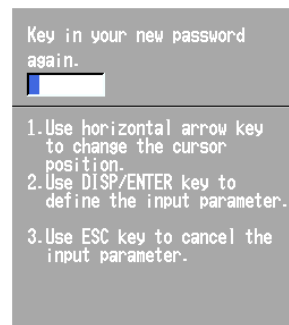 Key in your new password
again.
1.Use horizontal arrow key
to change the cursor
position.
2.Use DISP/ENTER key to
define the input parameter.
3.Use ESC key to cancel the
input parameter.